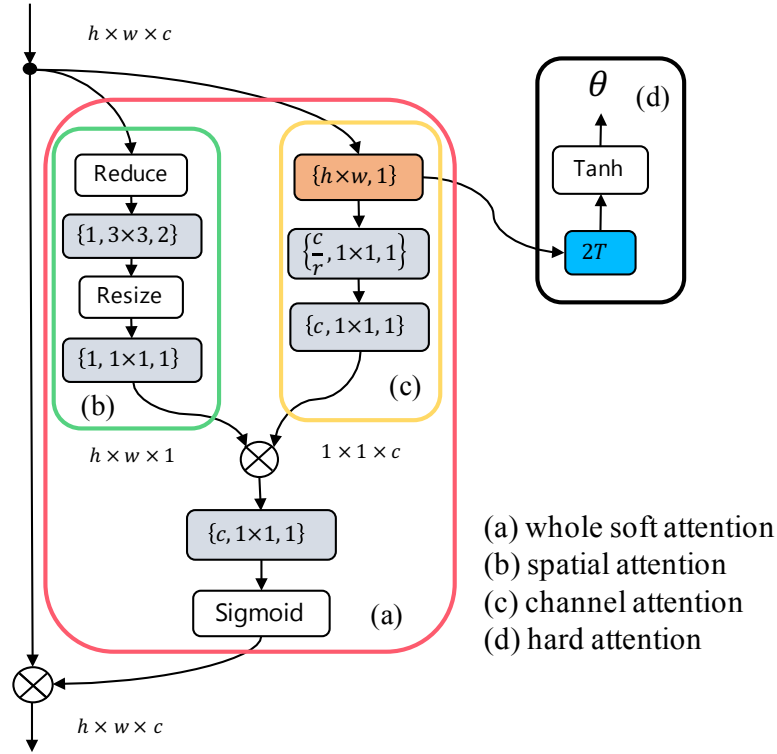 h × w × c
Reduce
{1, 3×3, 2}
Resize
{1, 1×1, 1}
(b)
{h×w, 1}
{c/r, 1×1, 1}
{c, 1×1, 1}
(c)
θ
(d)
Tanh
2T
h × w × 1
1 × 1 × c
{c, 1×1, 1}
Sigmoid
(a)
(a) whole soft attention
(b) spatial attention
(c) channel attention
(d) hard attention
h × w × c